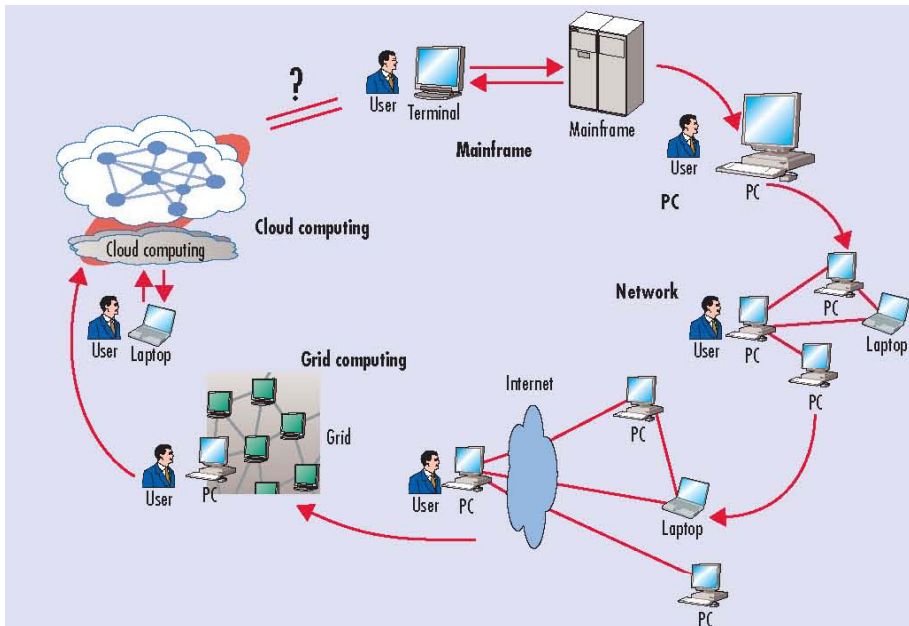 ?
User
Terminal
Mainframe
Mainframe
User
PC
PC
Cloud computing
Cloud computing
User
Laptop
Network
User
PC
PC
Laptop
PC
Grid computing
Grid
User
PC
Internet
User
PC
PC
Laptop
PC